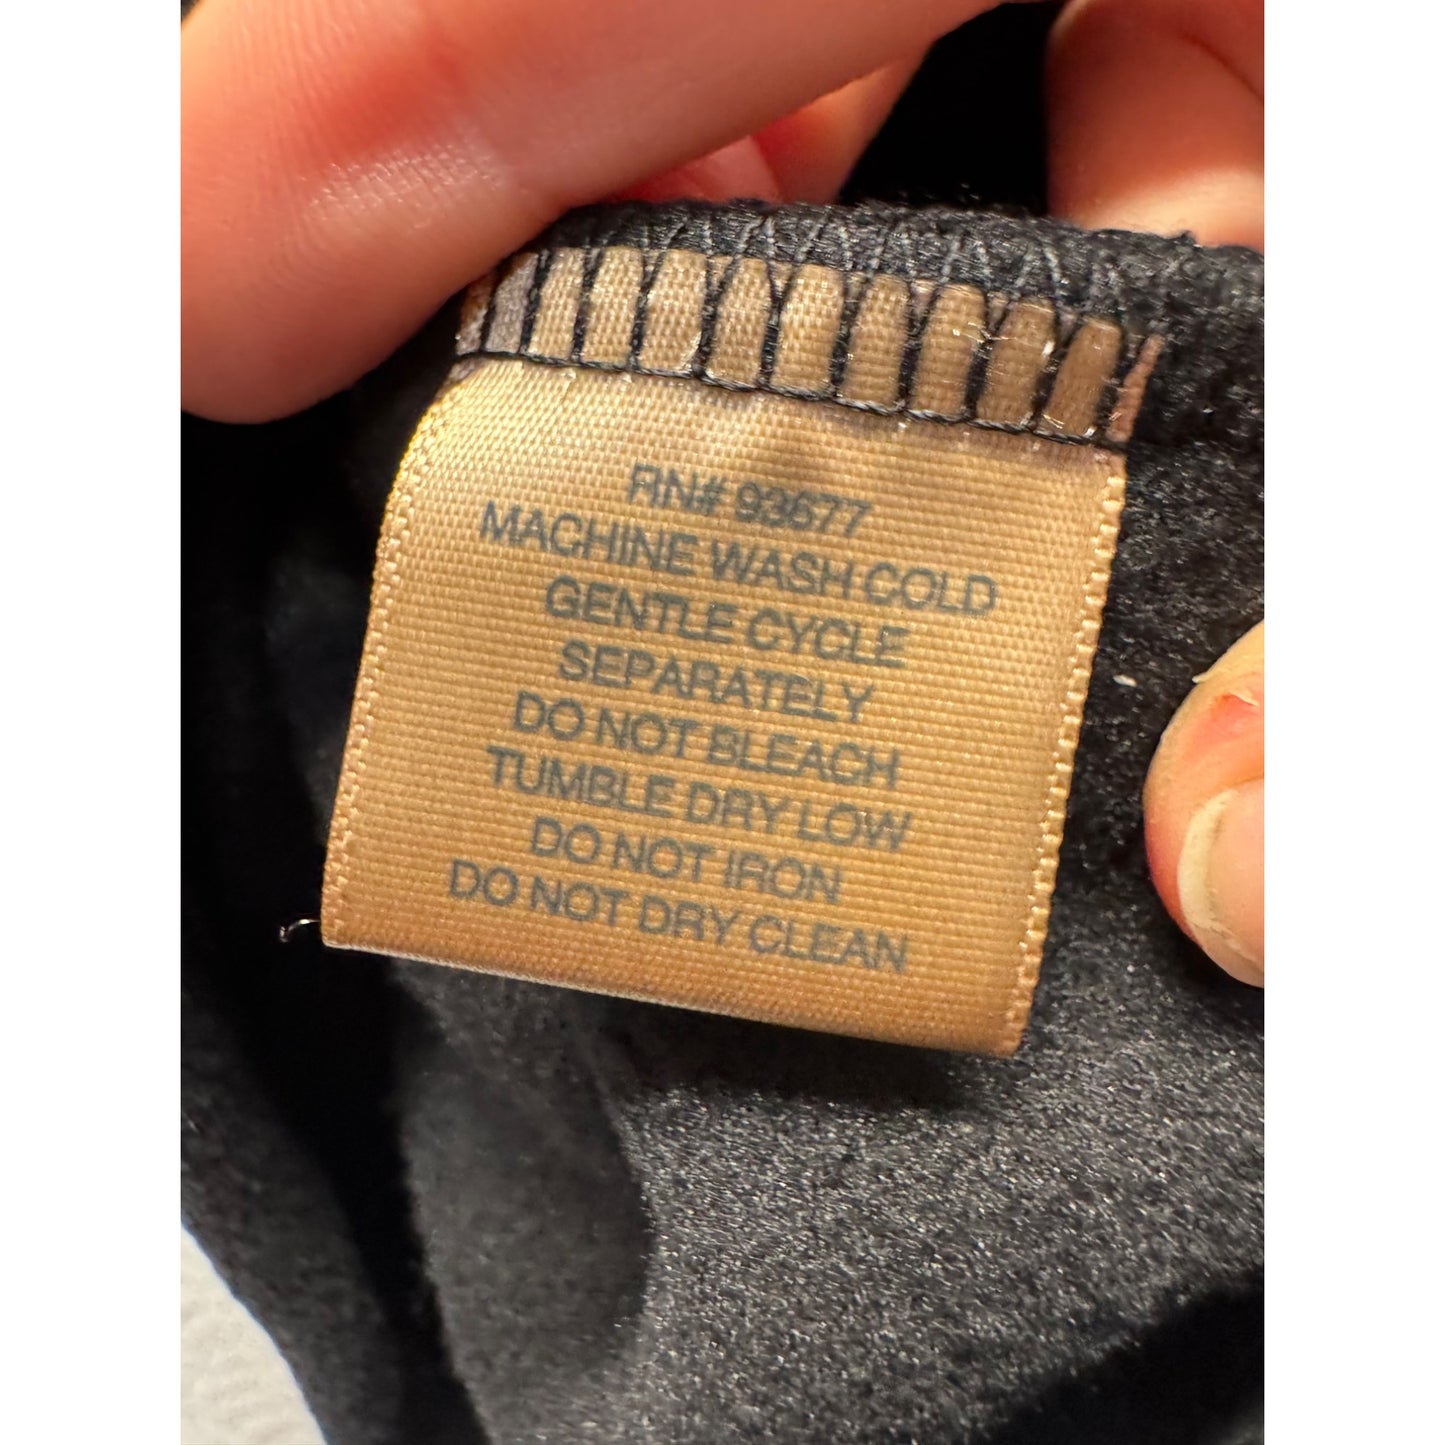 RN# 93677
MACHINE WASH COLD
GENTLE CYCLE
SEPARATELY
DO NOT BLEACH
TUMBLE DRY LOW
DO NOT IRON
DO NOT DRY CLEAN